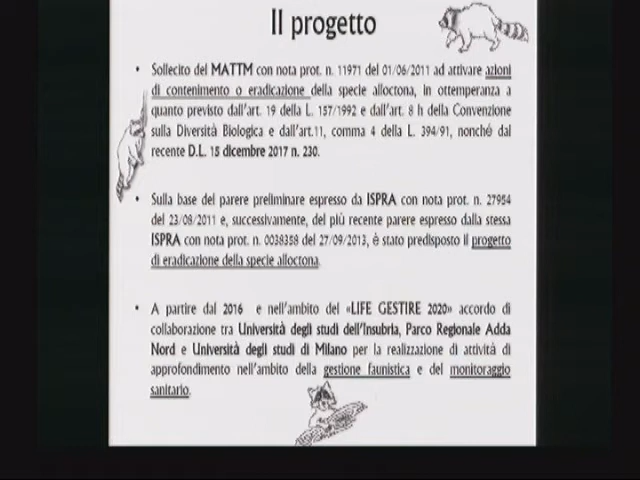 Il progetto
• Sollecito del MATTM con nota prot. n. 11971 del 01/06/2011 ad attivare azioni
di contenimento o eradicazione della specie alloctona, in ottemperanza a
quanto previsto dall'art. 19 della L. 157/1992 e dall'art. 8 h della Convenzione
sulla Diversità Biologica e dall'art.11, comma 4 della L. 394/91, nonché dal
recente D.L. 15 dicembre 2017 n. 230.
• Sulla base del parere preliminare espresso da ISPRA con nota prot. n. 27954
del 23/08/2011 e, successivamente, del più recente parere espresso dalla stessa
ISPRA con nota prot. n. 0038358 del 27/09/2013, è stato predisposto il progetto
di eradicazione della specie alloctona.
• A partire dal 2016 e nell'ambito del «LIFE GESTIRE 2020» accordo di
collaborazione tra Università degli studi dell'Insubria, Parco Regionale Adda
Nord e Università degli studi di Milano per la realizzazione di attività di
approfondimento nell'ambito della gestione faunistica e del monitoraggio
sanitario.